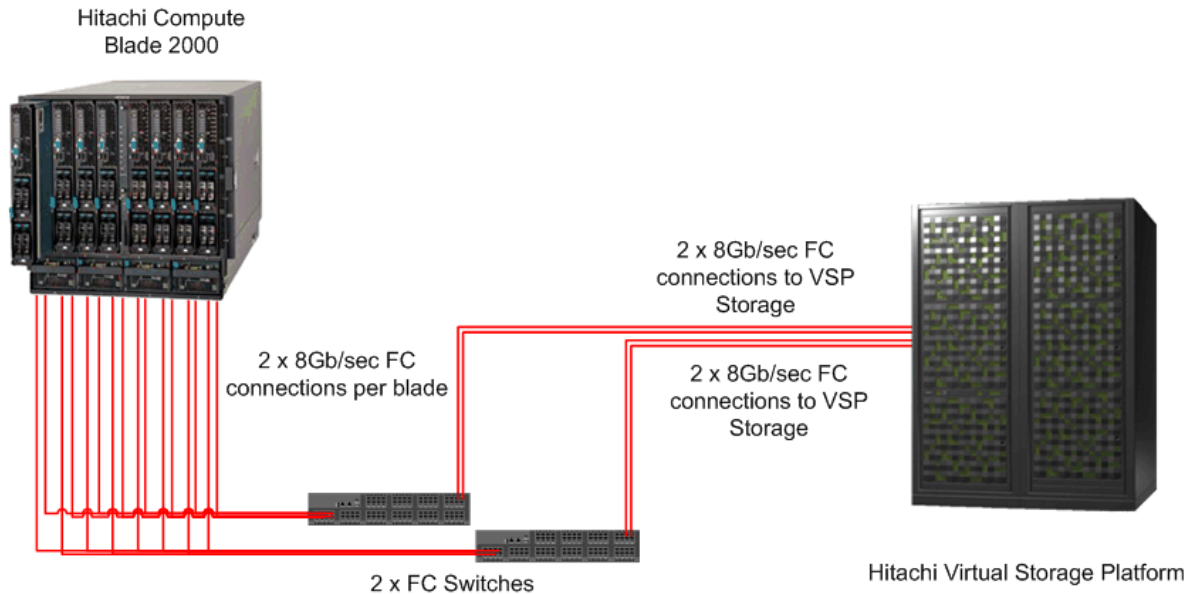 Hitachi Compute
Blade 2000
2 x 8Gb/sec FC
connections to VSP
Storage
2 x 8Gb/sec FC
connections per blade
2 x 8Gb/sec FC
connections to VSP
Storage
2 x FC Switches
Hitachi Virtual Storage Platform